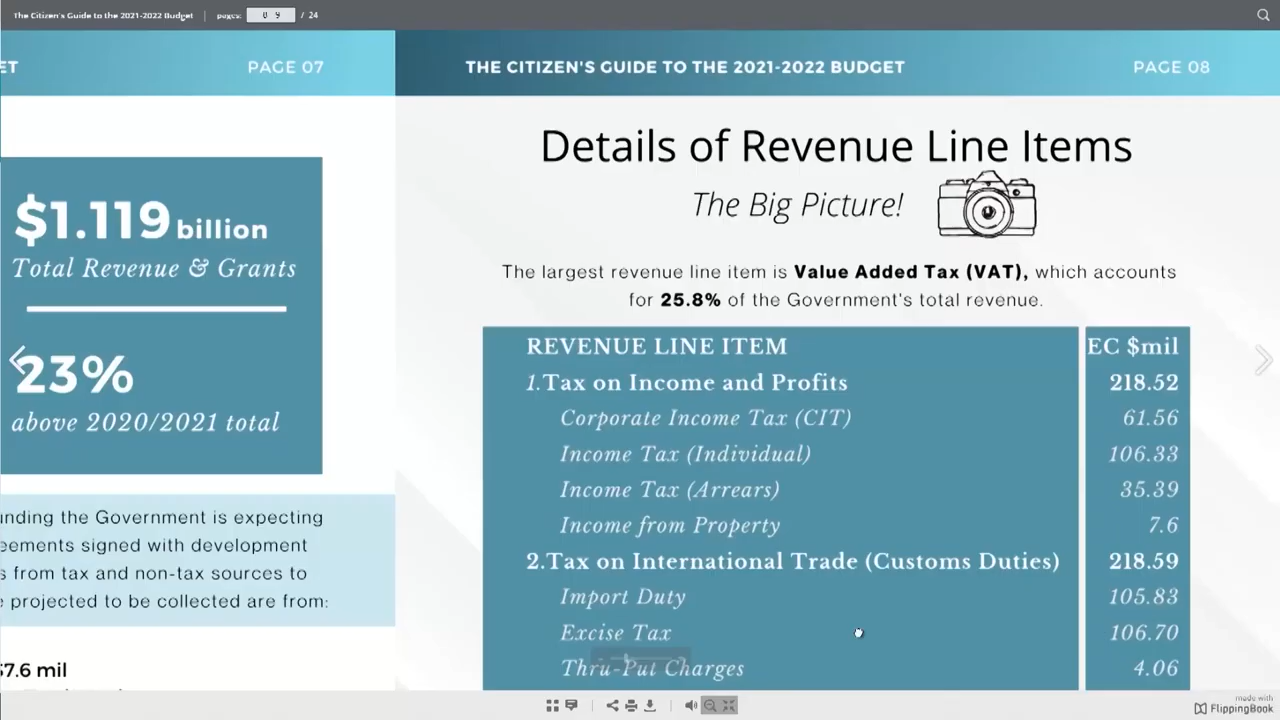 The Citizen's Guide to the 2021-2022 Budget
pages:
/ 24
ET
PAGE 07
$1.119 billion
Total Revenue & Grants
23%
above 2020/2021 total
unding the Government is expecting
eements signed with development
s from tax and non-tax sources to
projected to be collected are from:
7.6 mil
THE CITIZEN'S GUIDE TO THE 2021-2022 BUDGET
PAGE 08
Details of Revenue Line Items
The Big Picture!
The largest revenue line item is Value Added Tax (VAT), which accounts
for 25.8% of the Government's total revenue.
REVENUE LINE ITEM EC $mil
1.Tax on Income and Profits 218.52
Corporate Income Tax (CIT) 61.56
Income Tax (Individual) 106.33
Income Tax (Arrears) 35.39
Income from Property 7.6
2.Tax on International Trade (Customs Duties) 218.59
Import Duty 105.83
Excise Tax 106.70
Thru-Put Charges 4.06
made with
FlippingBook